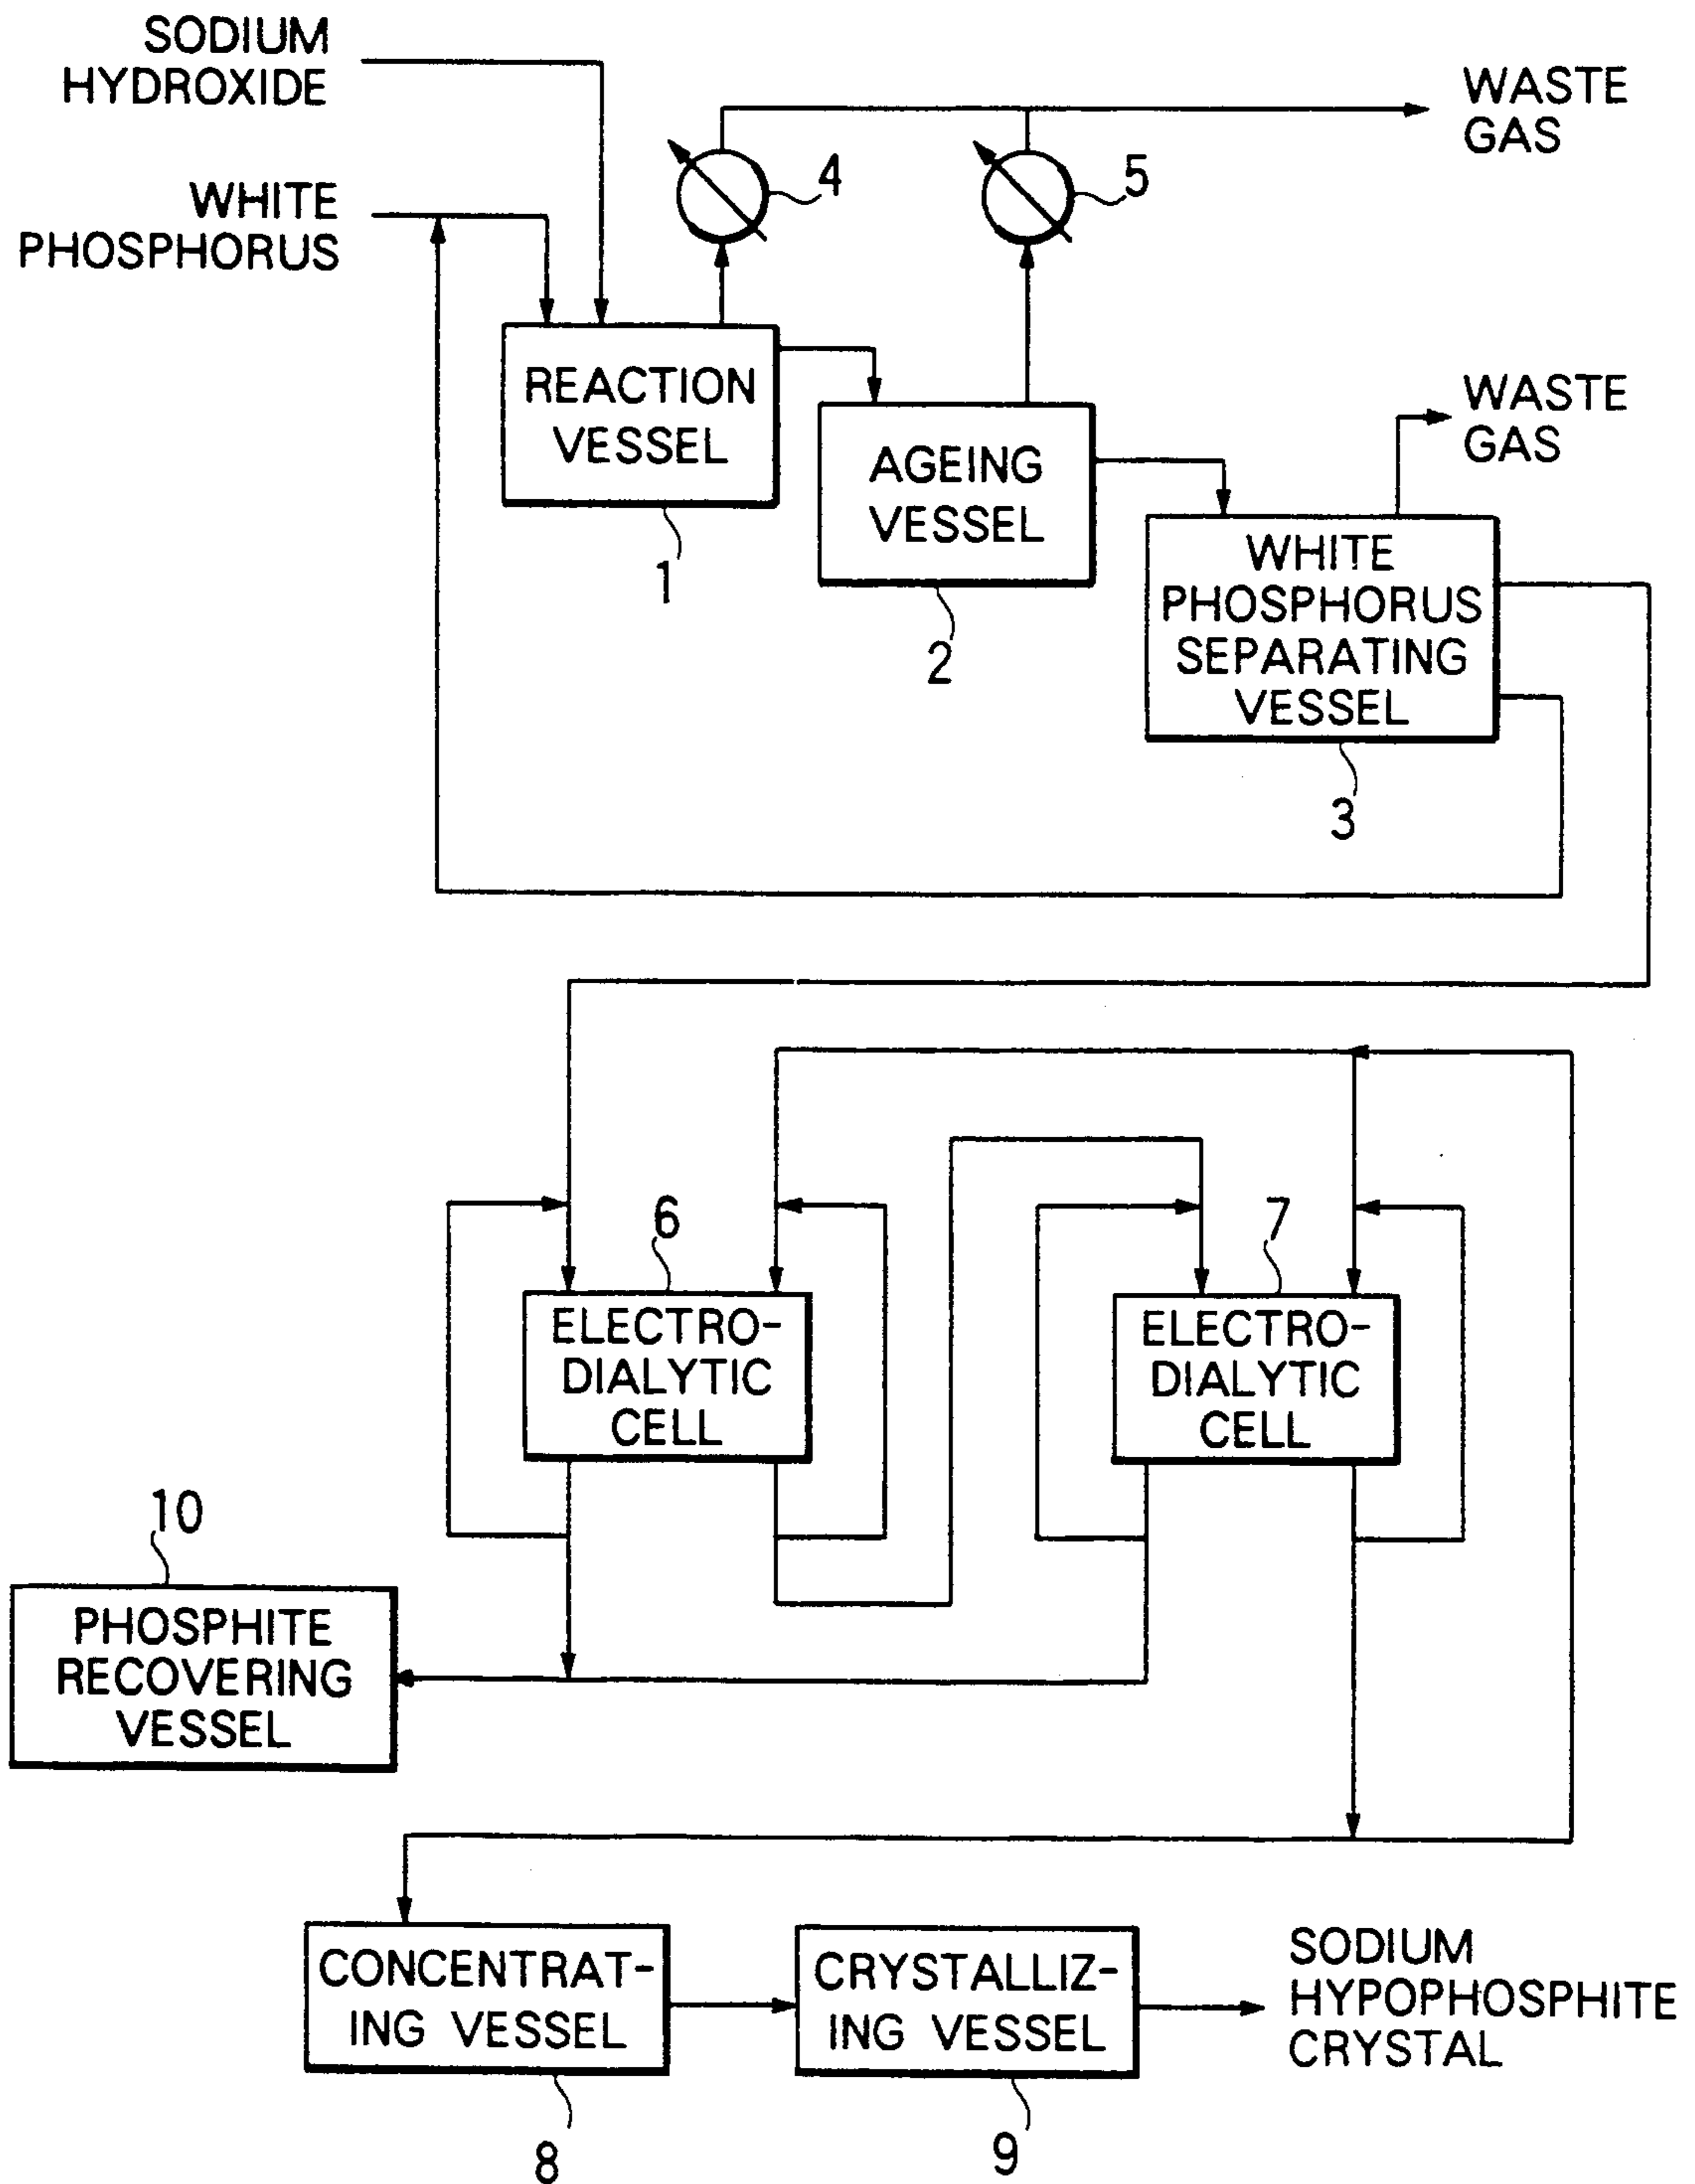 SODIUM
HYDROXIDE
WASTE
GAS
4
5
WHITE
PHOSPHORUS
REACTION
VESSEL
1
WASTE
GAS
AGEING
VESSEL
2
WHITE
PHOSPHORUS
SEPARATING
VESSEL
3
6
7
ELECTRO-
DIALYTIC
CELL
ELECTRO-
DIALYTIC
CELL
10
PHOSPHITE
RECOVERING
VESSEL
CONCENTRAT-
ING VESSEL
8
CRYSTALLIZ-
ING VESSEL
9
SODIUM
HYPOPHOSPHITE
CRYSTAL